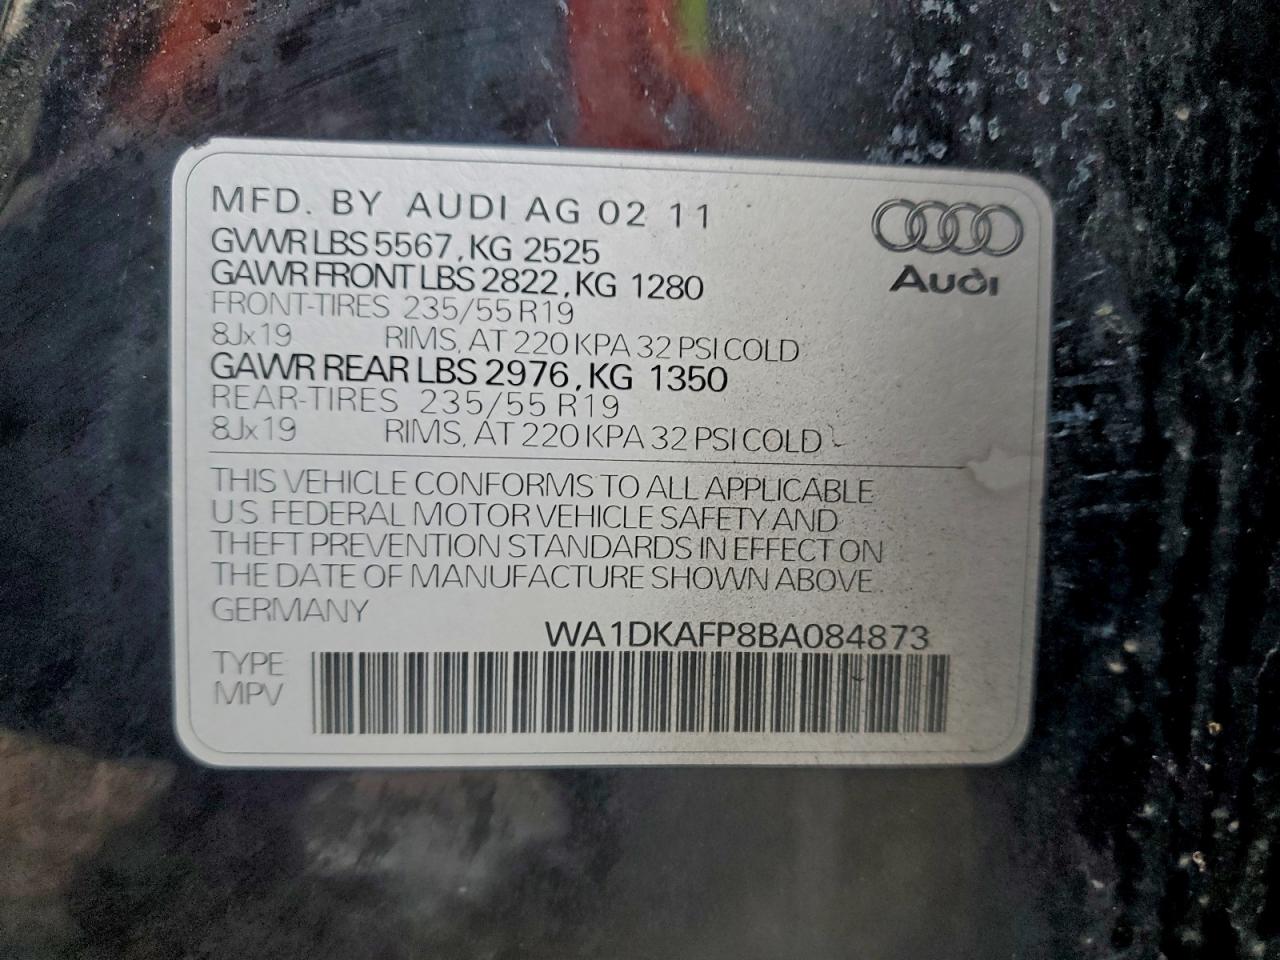 MFD. BY AUDI AG 02 11
GVWR LBS 5567, KG 2525
GAWR FRONT LBS 2822, KG 1280
FRONT-TIRES 235/55 R19
8Jx19 RIMS, AT 220 KPA 32 PSI COLD
GAWR REAR LBS 2976, KG 1350
REAR-TIRES 235/55 R19
8Jx19 RIMS, AT 220 KPA 32 PSI COLD
Audi
THIS VEHICLE CONFORMS TO ALL APPLICABLE
U.S. FEDERAL MOTOR VEHICLE SAFETY AND
THEFT PREVENTION STANDARDS IN EFFECT ON
THE DATE OF MANUFACTURE SHOWN ABOVE.
GERMANY
WA1DKAFP8BA084873
TYPE
MPV